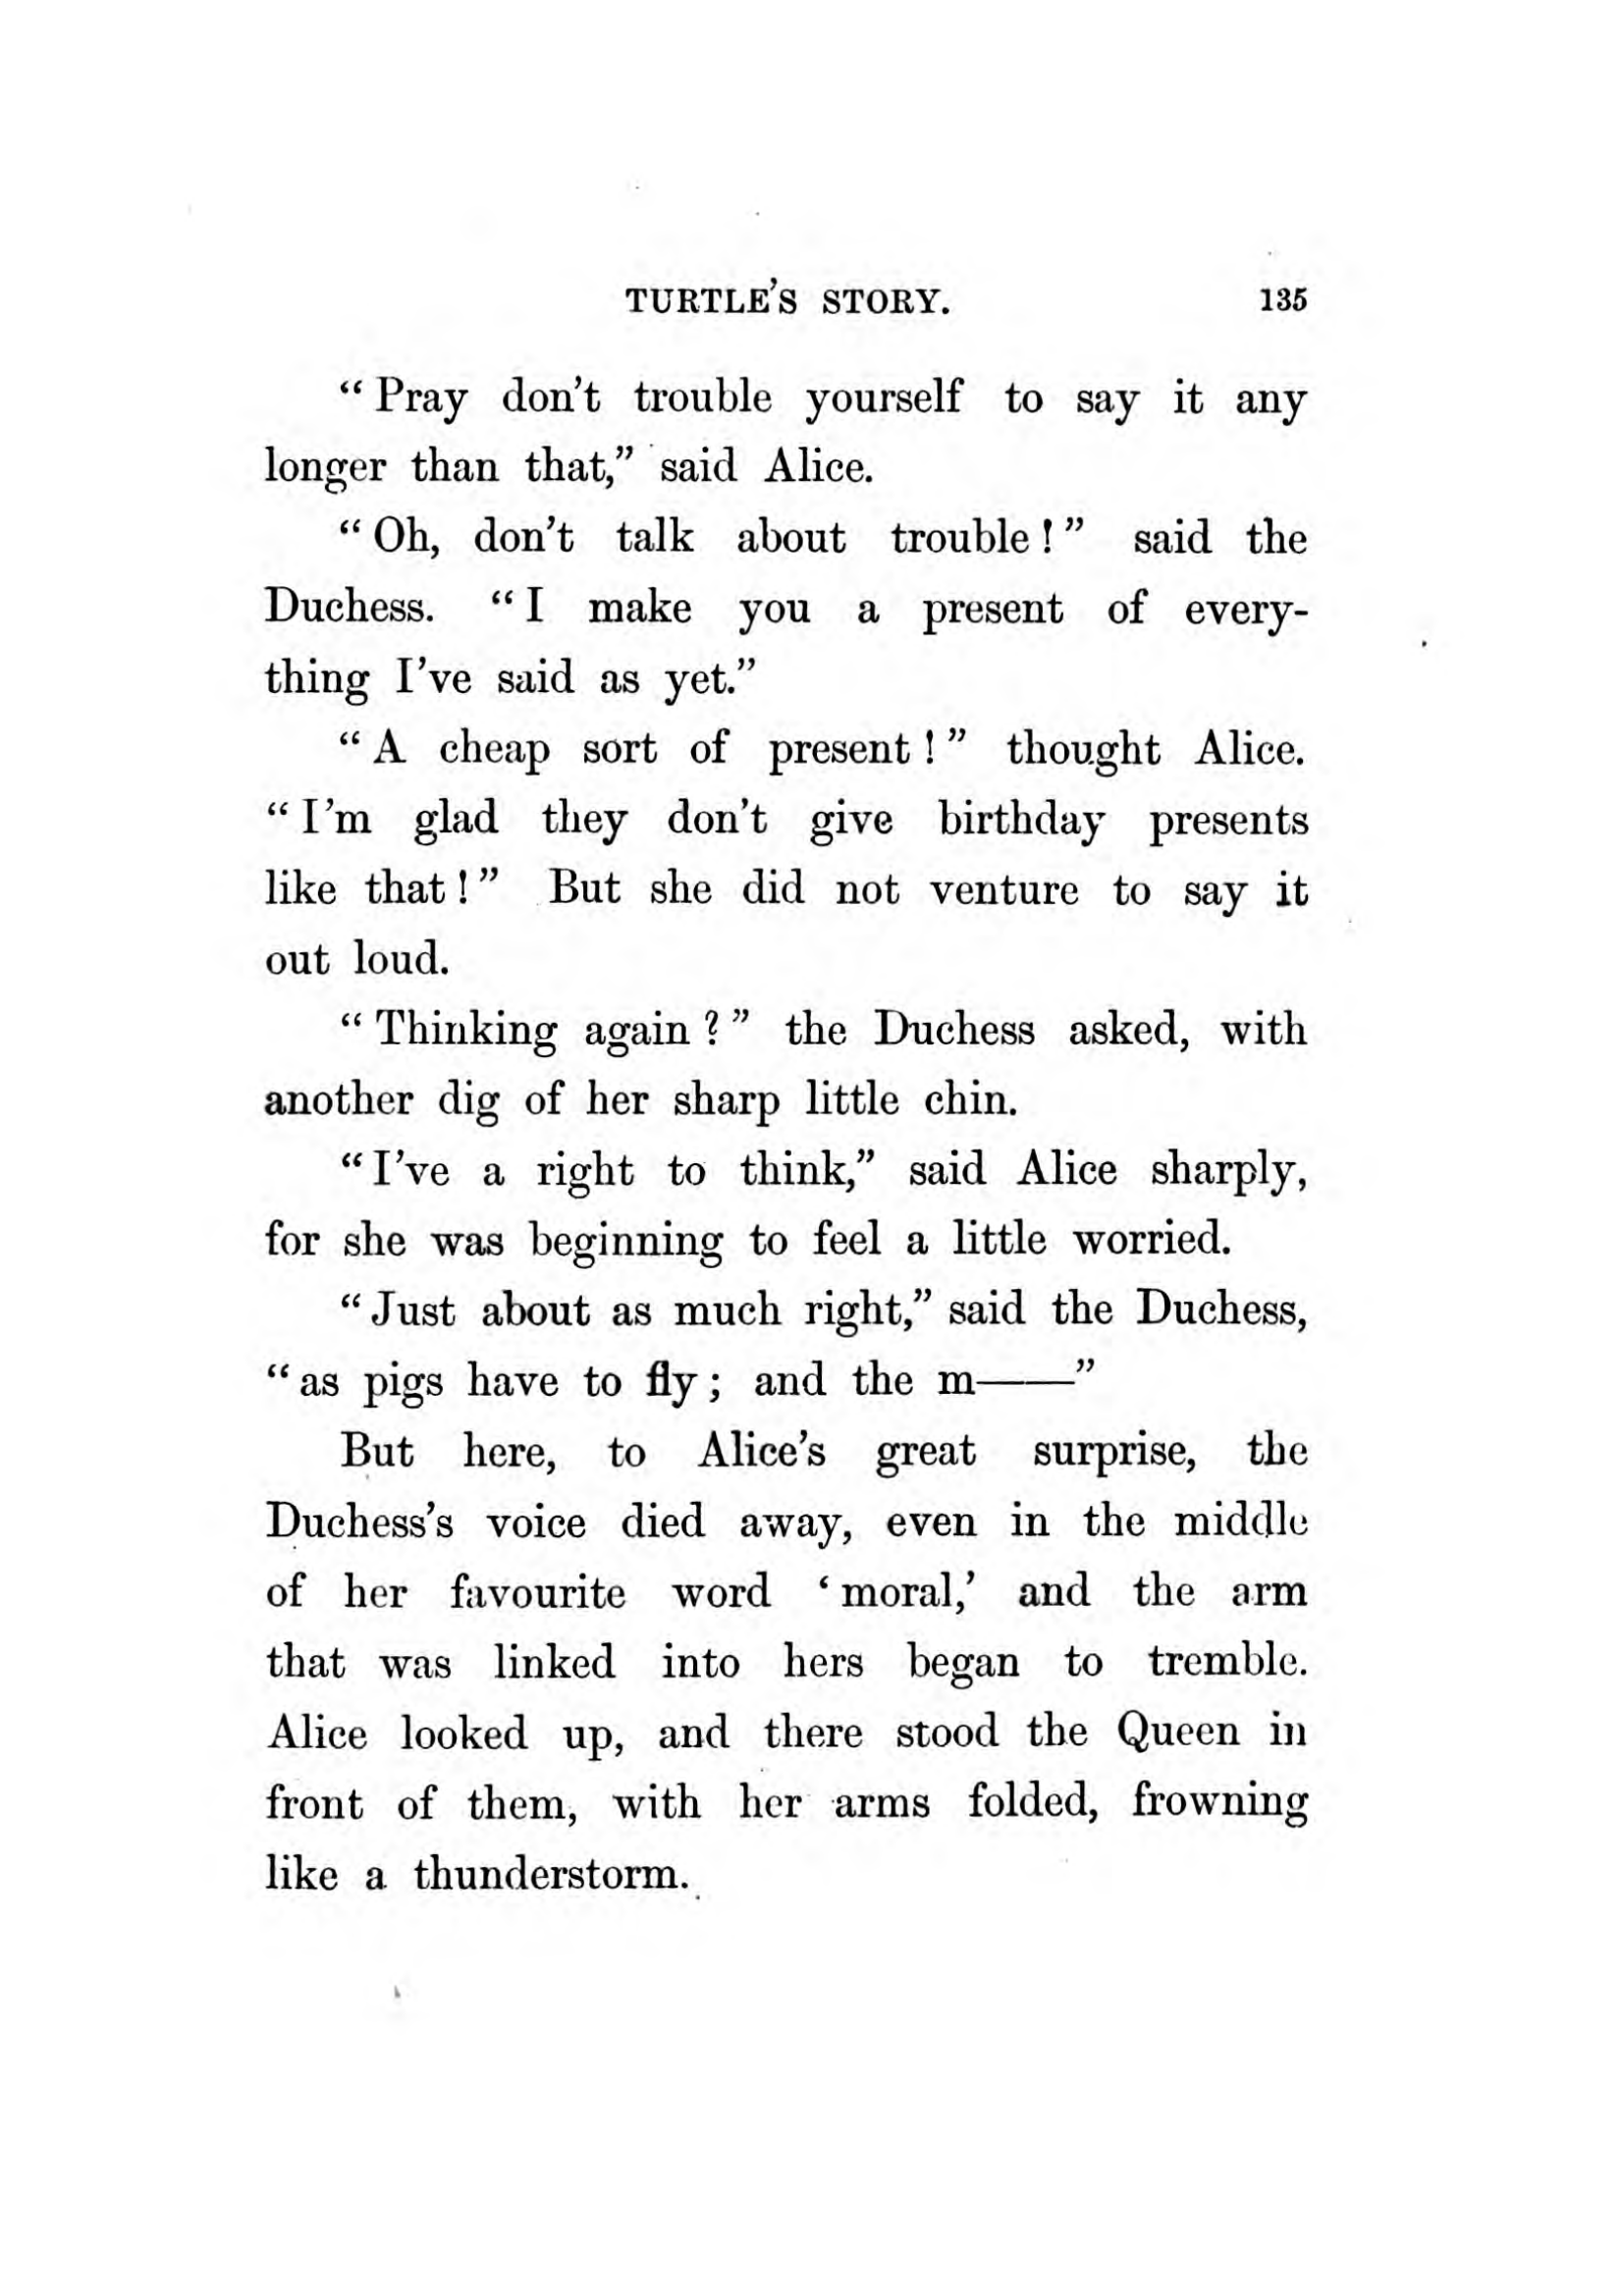 TURTLE'S STORY. 135
“Pray don't trouble yourself to say it any
longer than that,” said Alice.
“Oh, don't talk about trouble!” said the
Duchess. “I make you a present of every-
thing I've said as yet.”
“A cheap sort of present!” thought Alice.
“I'm glad they don't give birthday presents
like that!” But she did not venture to say it
out loud.
“Thinking again?” the Duchess asked, with
another dig of her sharp little chin.
“I've a right to think,” said Alice sharply,
for she was beginning to feel a little worried.
“Just about as much right,” said the Duchess,
“as pigs have to fly; and the m——”
But here, to Alice's great surprise, the
Duchess's voice died away, even in the middle
of her favourite word ‘moral,’ and the arm
that was linked into hers began to tremble.
Alice looked up, and there stood the Queen in
front of them, with her arms folded, frowning
like a thunderstorm.